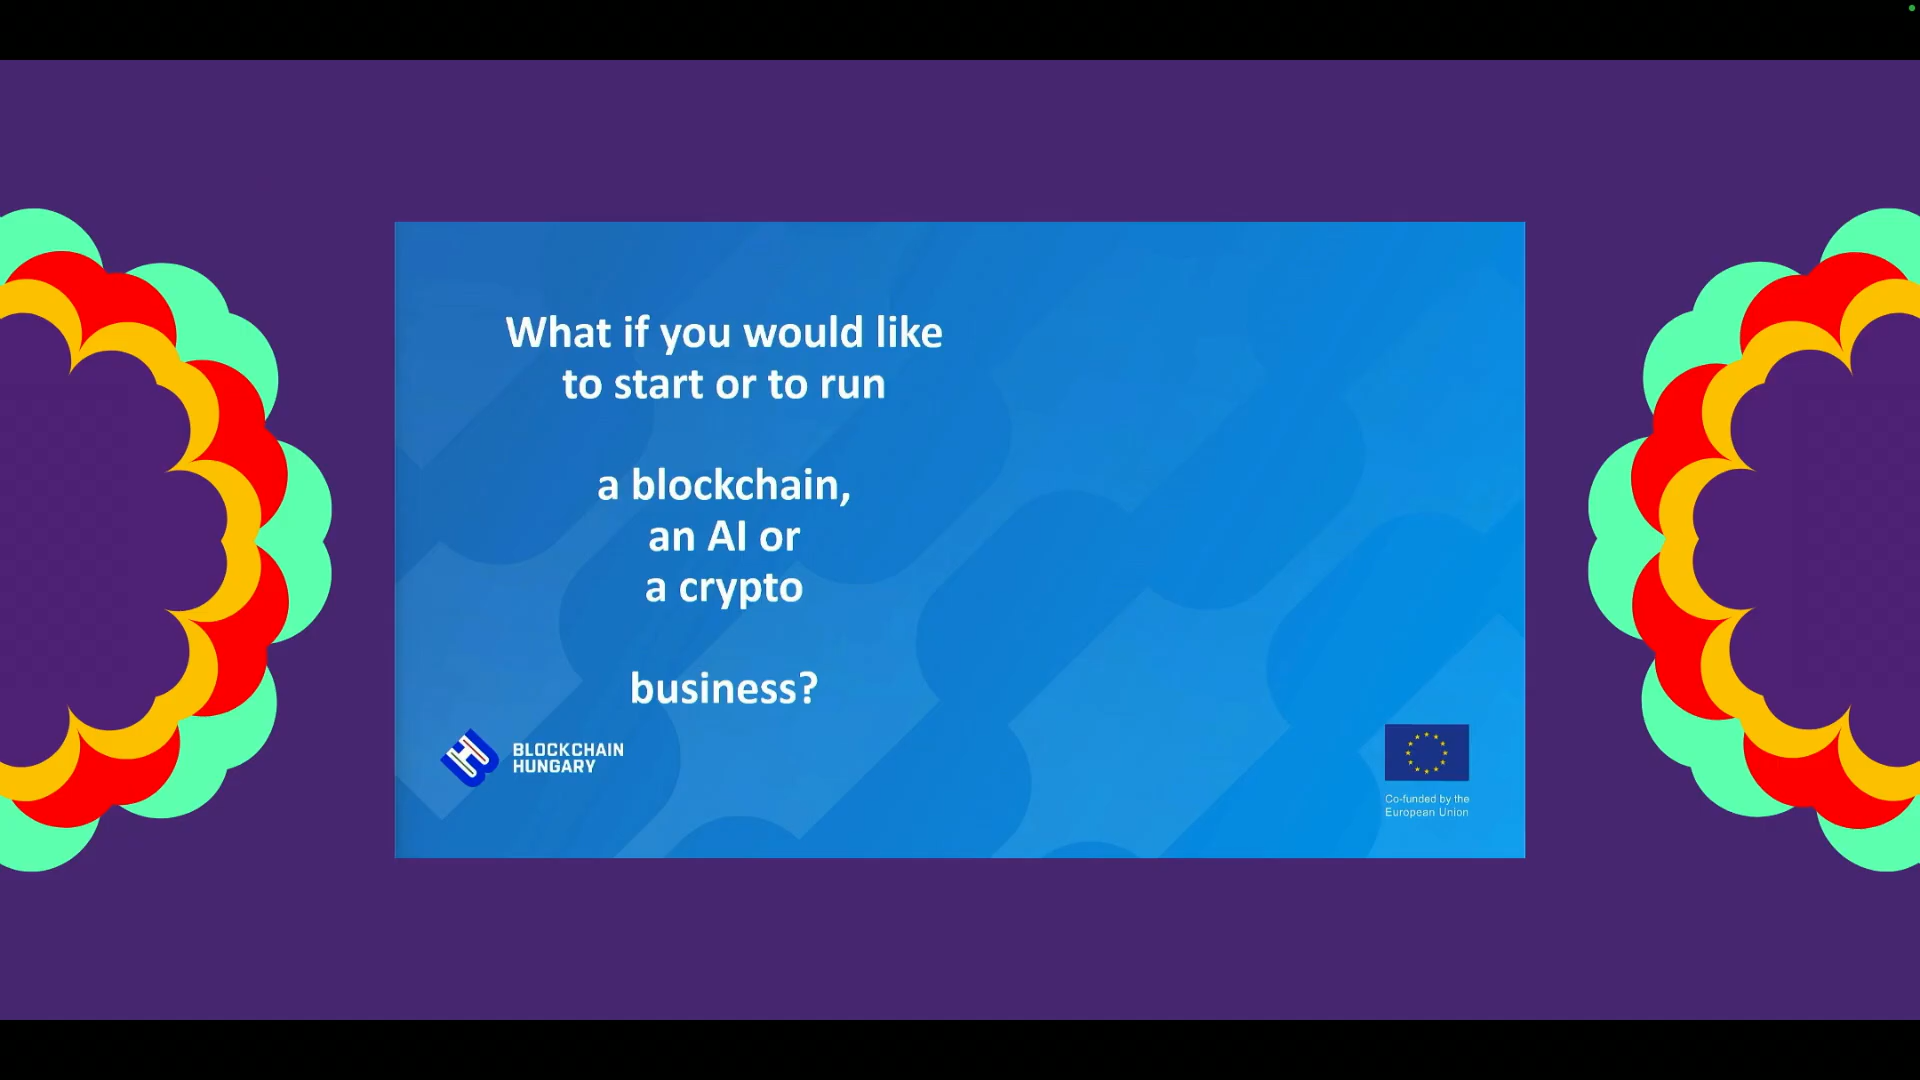 What if you would like
to start or to run
a blockchain,
an AI or
a crypto
business?
BLOCKCHAIN
HUNGARY
Co-funded by the
European Union